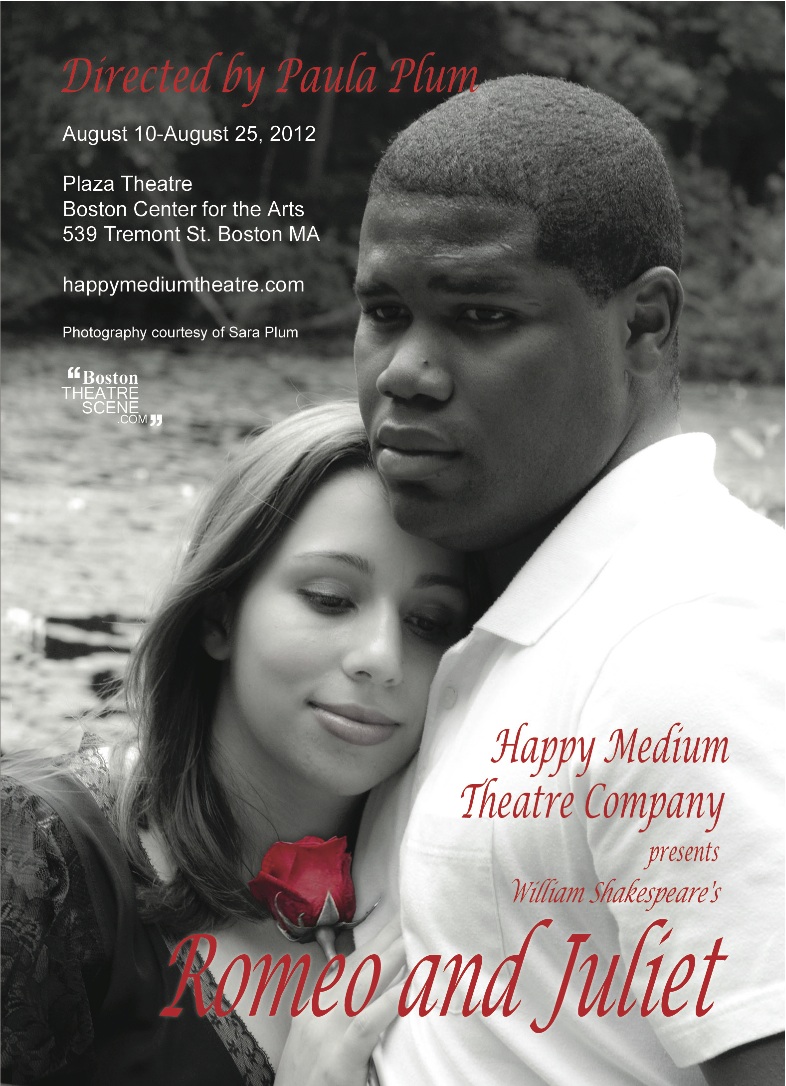 Directed by Paula Plum
August 10-August 25, 2012
Plaza Theatre
Boston Center for the Arts
539 Tremont St. Boston MA
happymediumtheatre.com
Photography courtesy of Sara Plum
“Boston
THEATRE
SCENE
.COM”
Happy Medium
Theatre Company
presents
William Shakespeare's
Romeo and Juliet